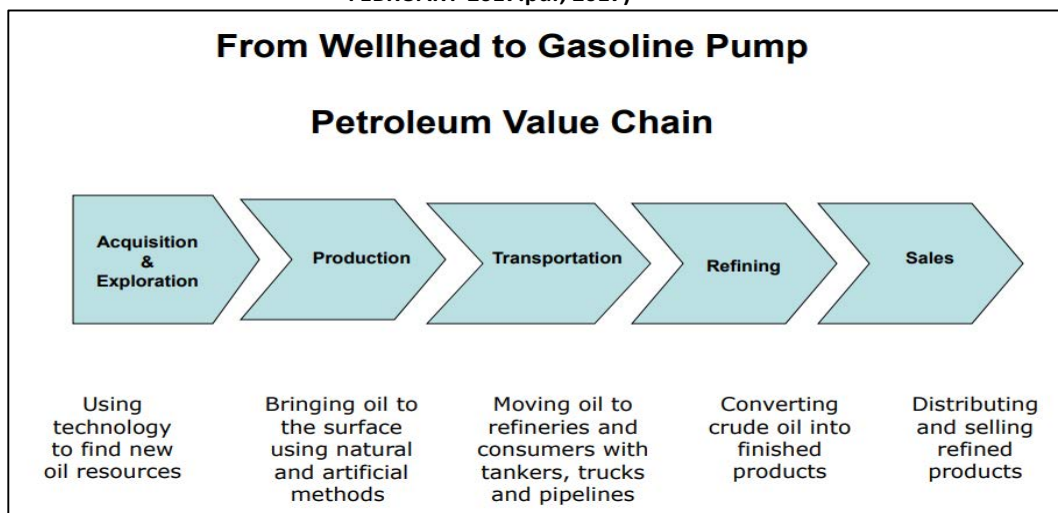 From Wellhead to Gasoline Pump
Petroleum Value Chain
Acquisition
&
Exploration
Production
Transportation
Refining
Sales
Using
technology
to find new
oil resources
Bringing oil to
the surface
using natural
and artificial
methods
Moving oil to
refineries and
consumers with
tankers, trucks
and pipelines
Converting
crude oil into
finished
products
Distributing
and selling
refined
products